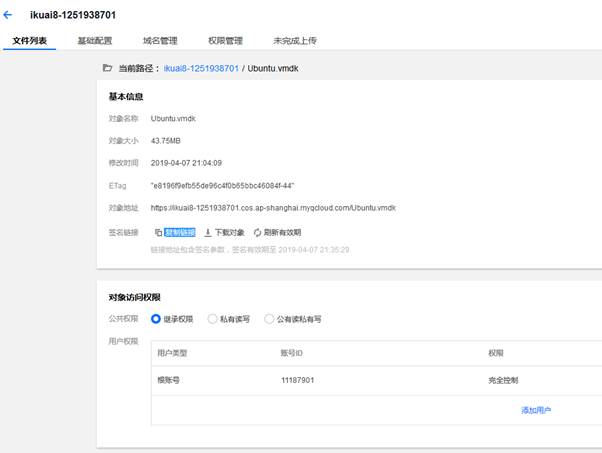 ikuai8-1251938701
文件列表 基础配置 域名管理 权限管理 未完成上传
当前路径： ikuai8-1251938701 / Ubuntu.vmdk
基本信息
对象名称 Ubuntu.vmdk
对象大小 43.75MB
修改时间 2019-04-07 21:04:09
ETag "e8196f9efb55de96c4f0b65bbc46084f-44"
对象地址 https://ikuai8-1251938701.cos.ap-shanghai.myqcloud.com/Ubuntu.vmdk
签名链接 复制链接 下载对象 刷新有效期
链接地址包含签名参数，签名有效期至 2019-04-07 21:35:29
对象访问权限
公共权限 继承权限 私有读写 公有读私有写
用户权限
用户类型 账号ID 权限
根账号 11187901 完全控制
添加用户